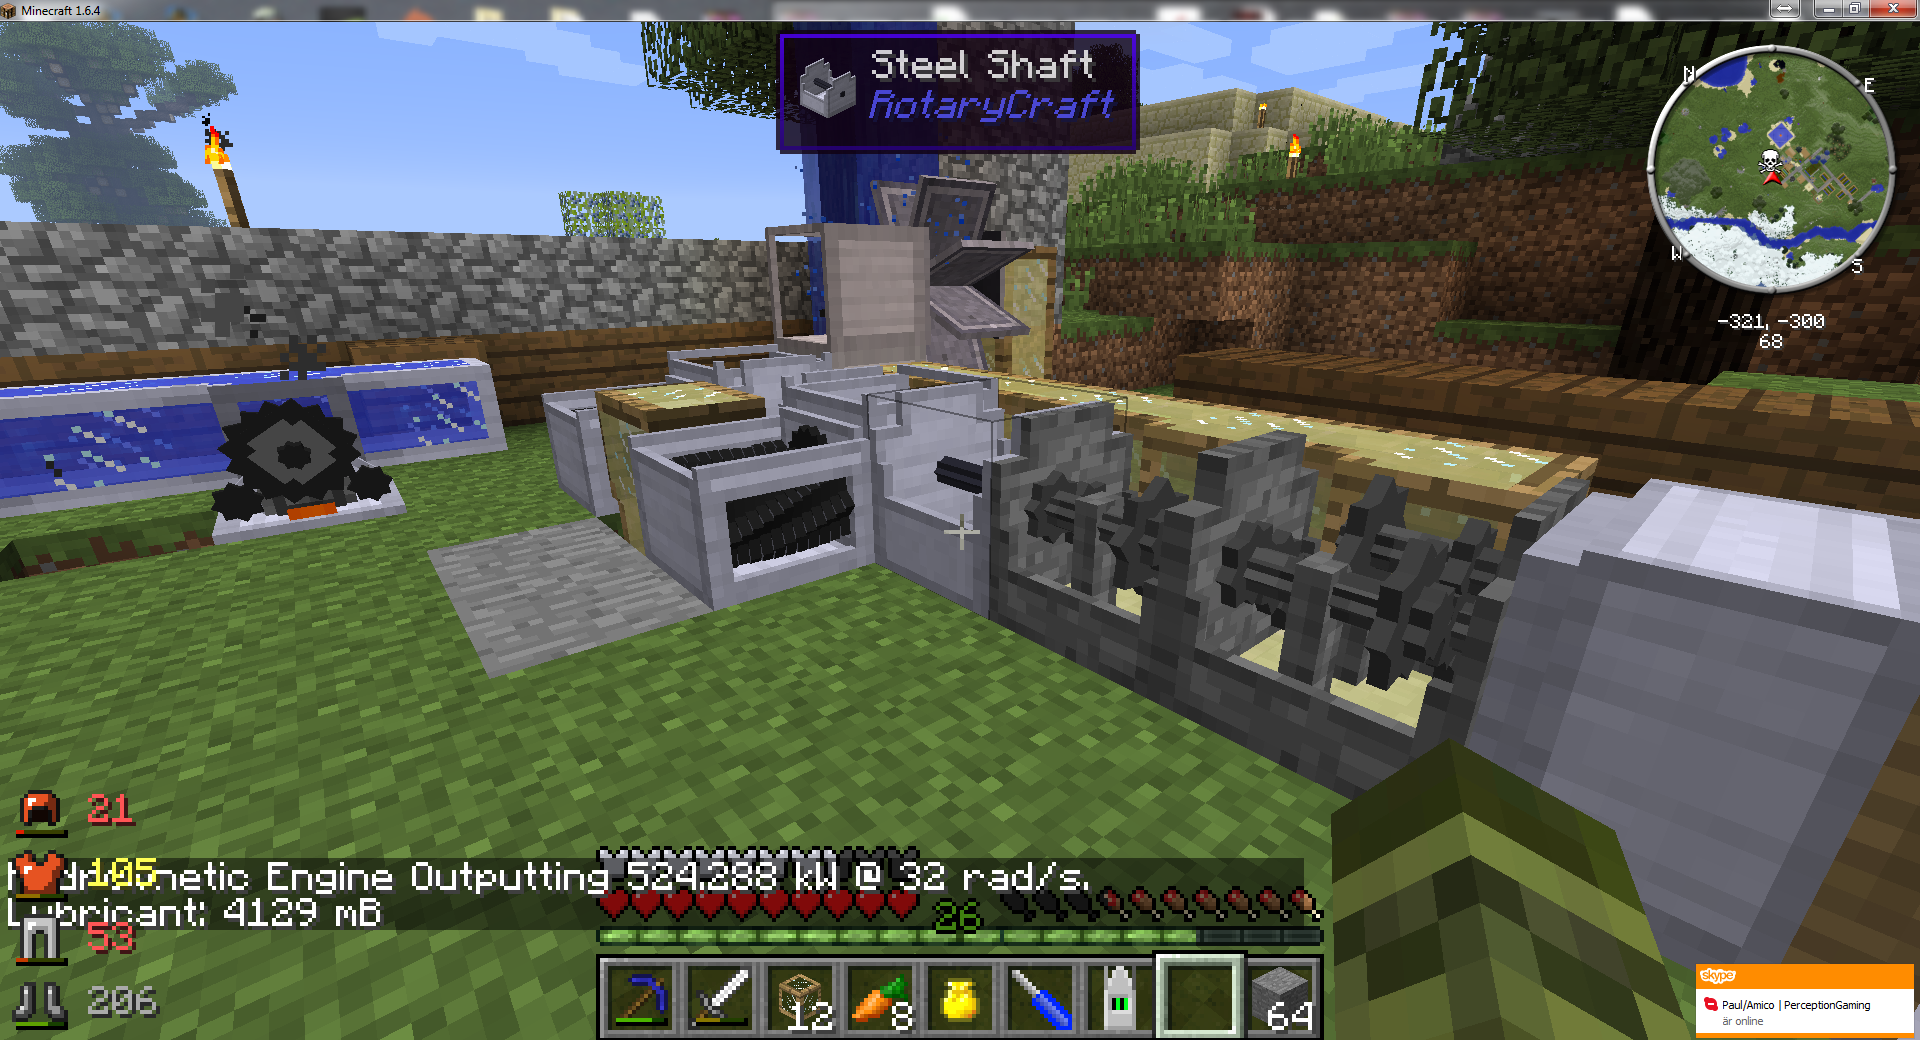 Minecraft 1.6.4
Steel Shaft
RotaryCraft
N
E
W
S
-321, -300
68
21
105
netic Engine Outputting 524.288 kW @ 32 rad/s.
Lubricant: 4129 mB
53
26
206
12
8
64
skype
Paul/Amico | PerceptionGaming
är online